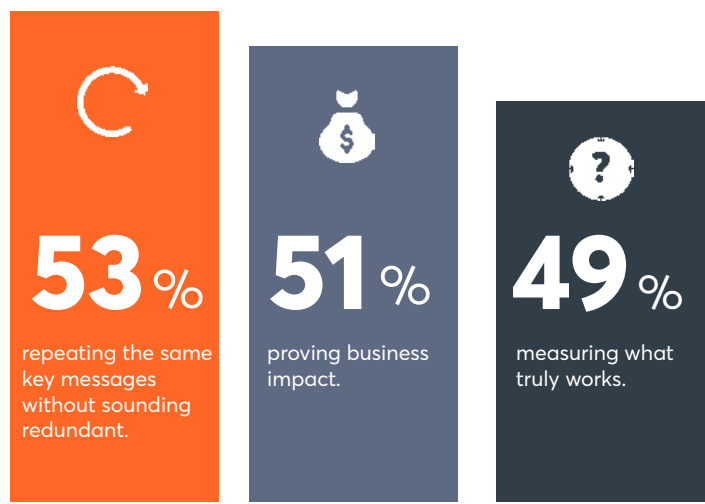 53%
repeating the same
key messages
without sounding
redundant.
$
51%
proving business
impact.
?
49%
measuring what
truly works.